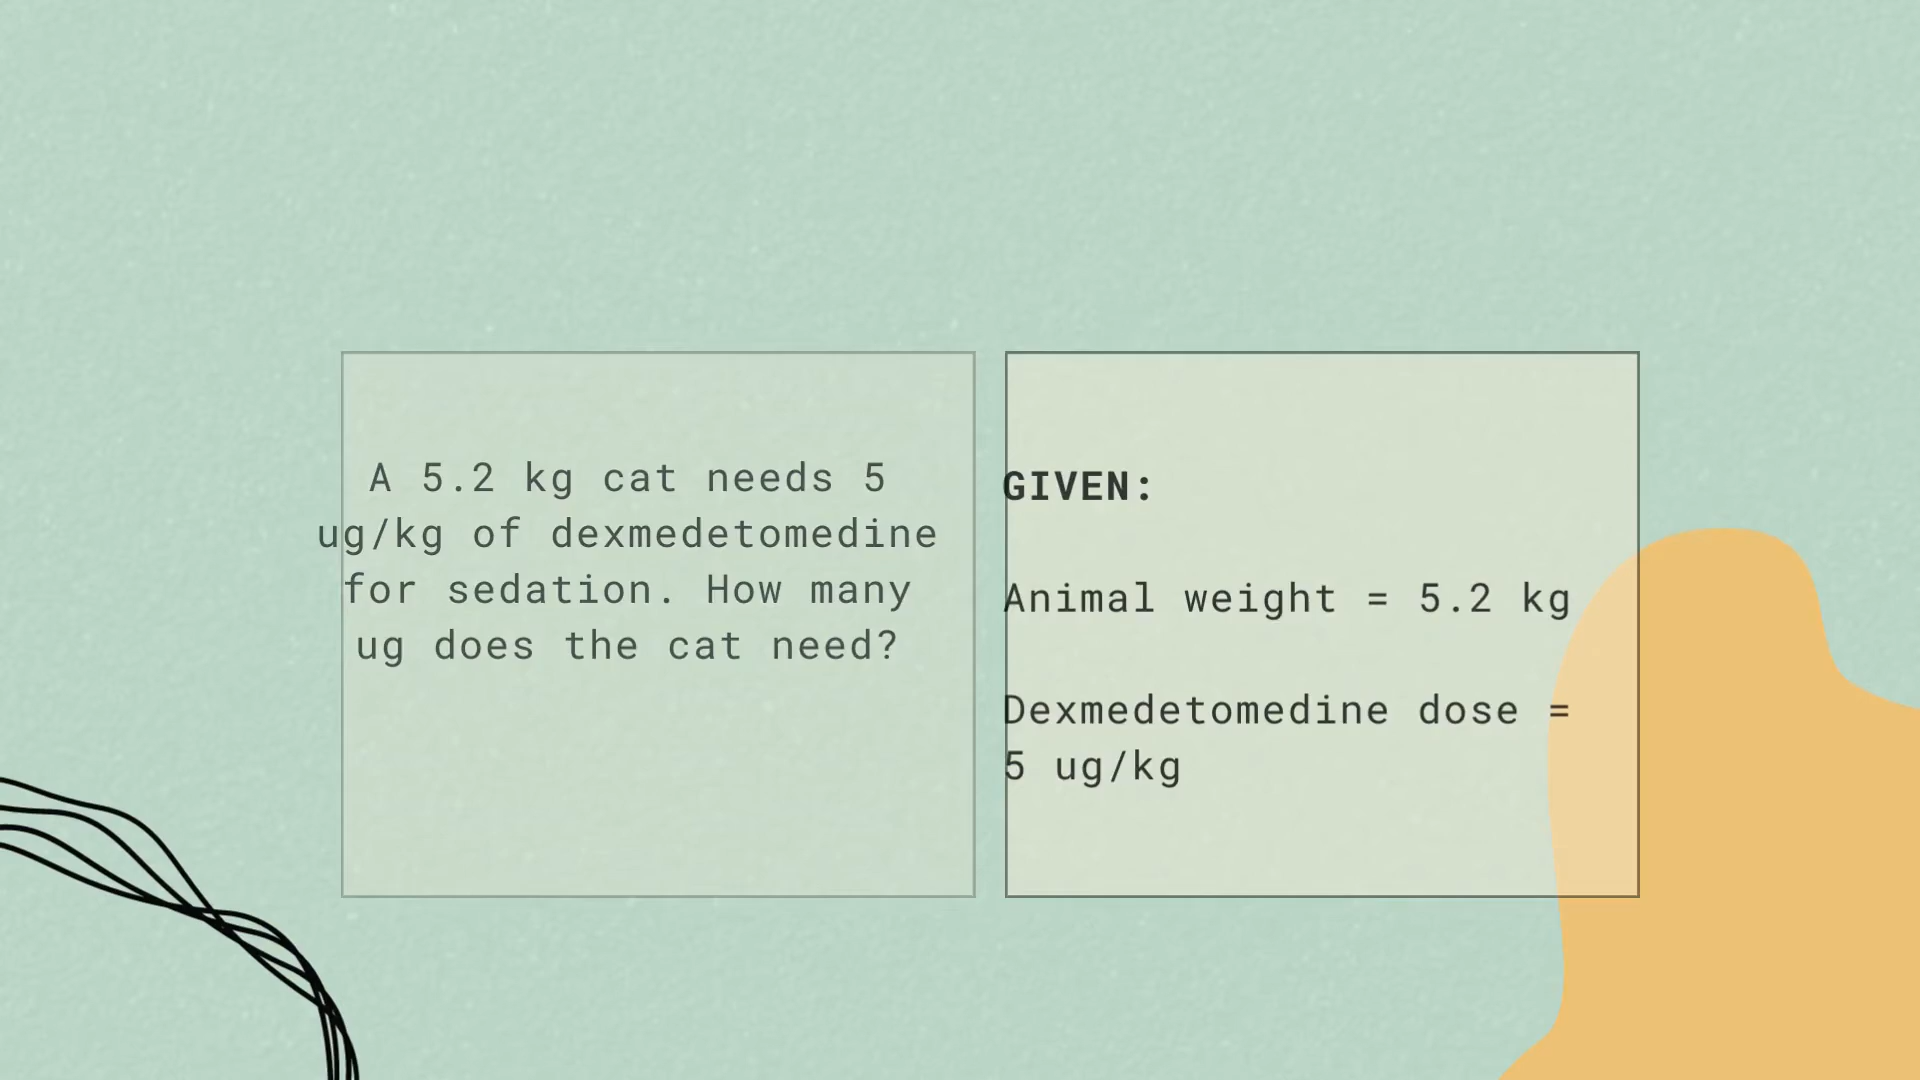 A 5.2 kg cat needs 5
ug/kg of dexmedetomedine
for sedation. How many
ug does the cat need?
GIVEN:
Animal weight = 5.2 kg
Dexmedetomedine dose =
5 ug/kg